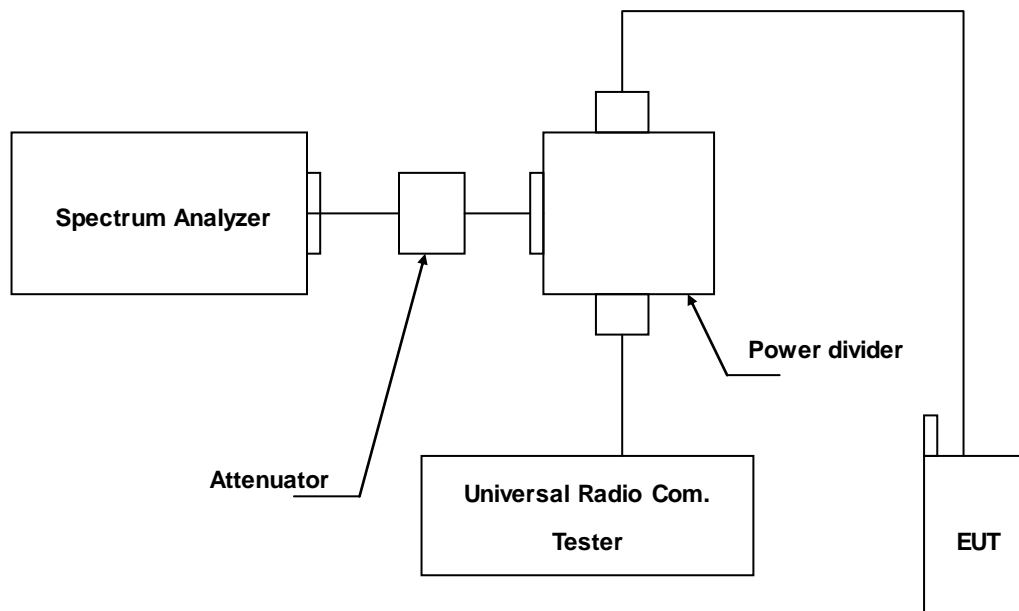 Spectrum Analyzer
Power divider
Attenuator
Universal Radio Com.
Tester
EUT